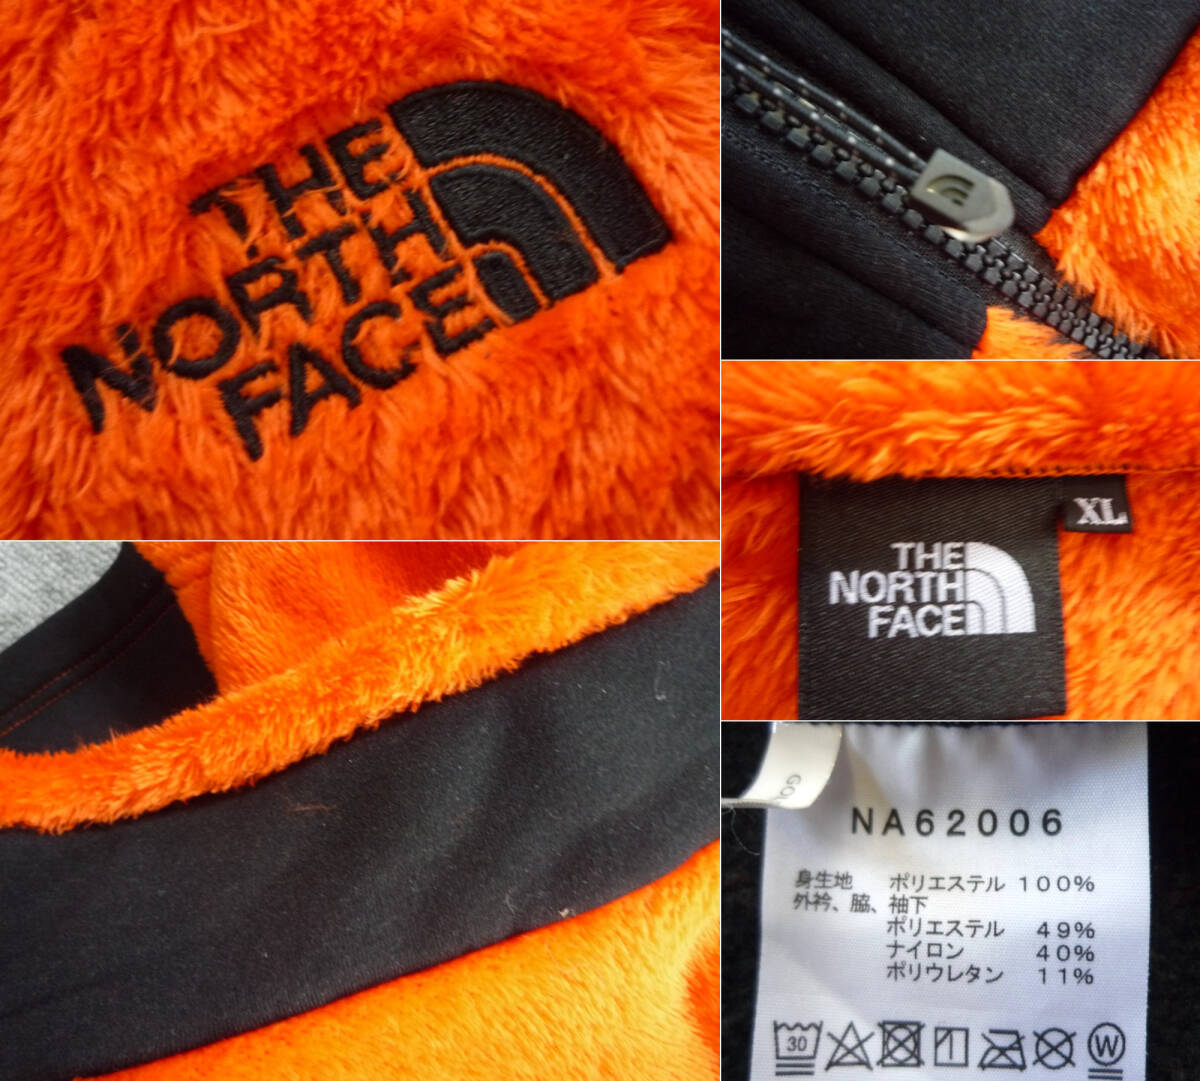 THE
NORTH
FACE
XL
THE
NORTH
FACE
NA62006
身生地 ポリエステル 100%
外衿、脇、袖下
ポリエステル 49%
ナイロン 40%
ポリウレタン 11%
30
W